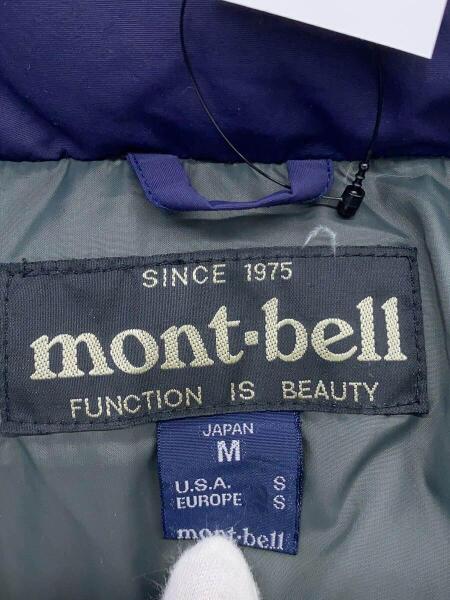 SINCE 1975
mont-bell
FUNCTION IS BEAUTY
JAPAN
M
U.S.A. S
EUROPE S
mont-bell